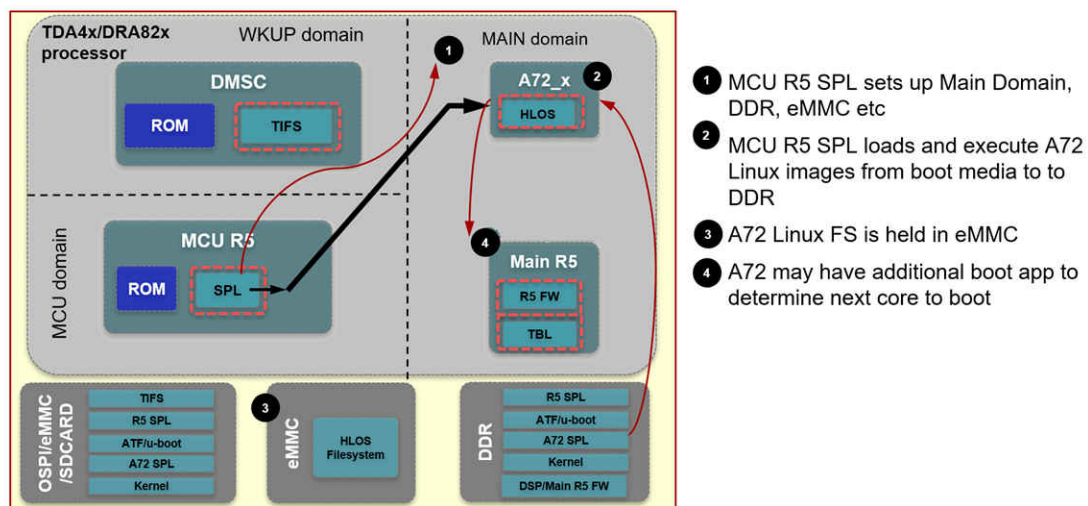 TDA4x/DRA82x
processor
WKUP domain
MAIN domain
1
DMSC
ROM
TIFS
A72_x
2
HLOS
MCU domain
MCU R5
ROM
SPL
4
Main R5
R5 FW
TBL
OSPI/eMMC
/SDCARD
TIFS
R5 SPL
ATF/u-boot
A72 SPL
Kernel
3
eMMC
HLOS
Filesystem
DDR
R5 SPL
ATF/u-boot
A72 SPL
Kernel
DSP/Main R5 FW
1 MCU R5 SPL sets up Main Domain,
DDR, eMMC etc
2 MCU R5 SPL loads and execute A72
Linux images from boot media to to
DDR
3 A72 Linux FS is held in eMMC
4 A72 may have additional boot app to
determine next core to boot